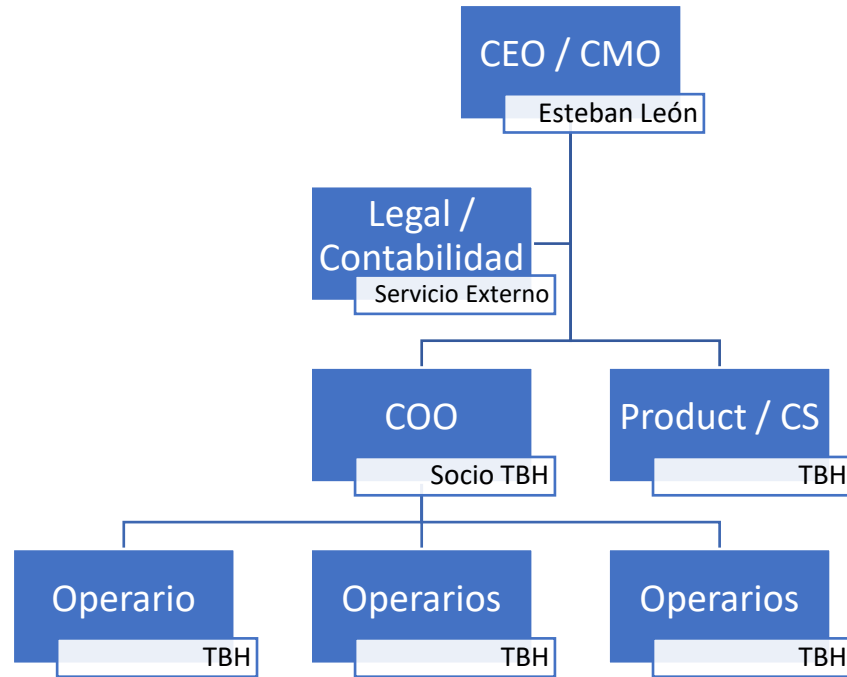 CEO / CMO
Esteban León
Legal /
Contabilidad
Servicio Externo
COO
Socio TBH
Product / CS
TBH
Operario
TBH
Operarios
TBH
Operarios
TBH